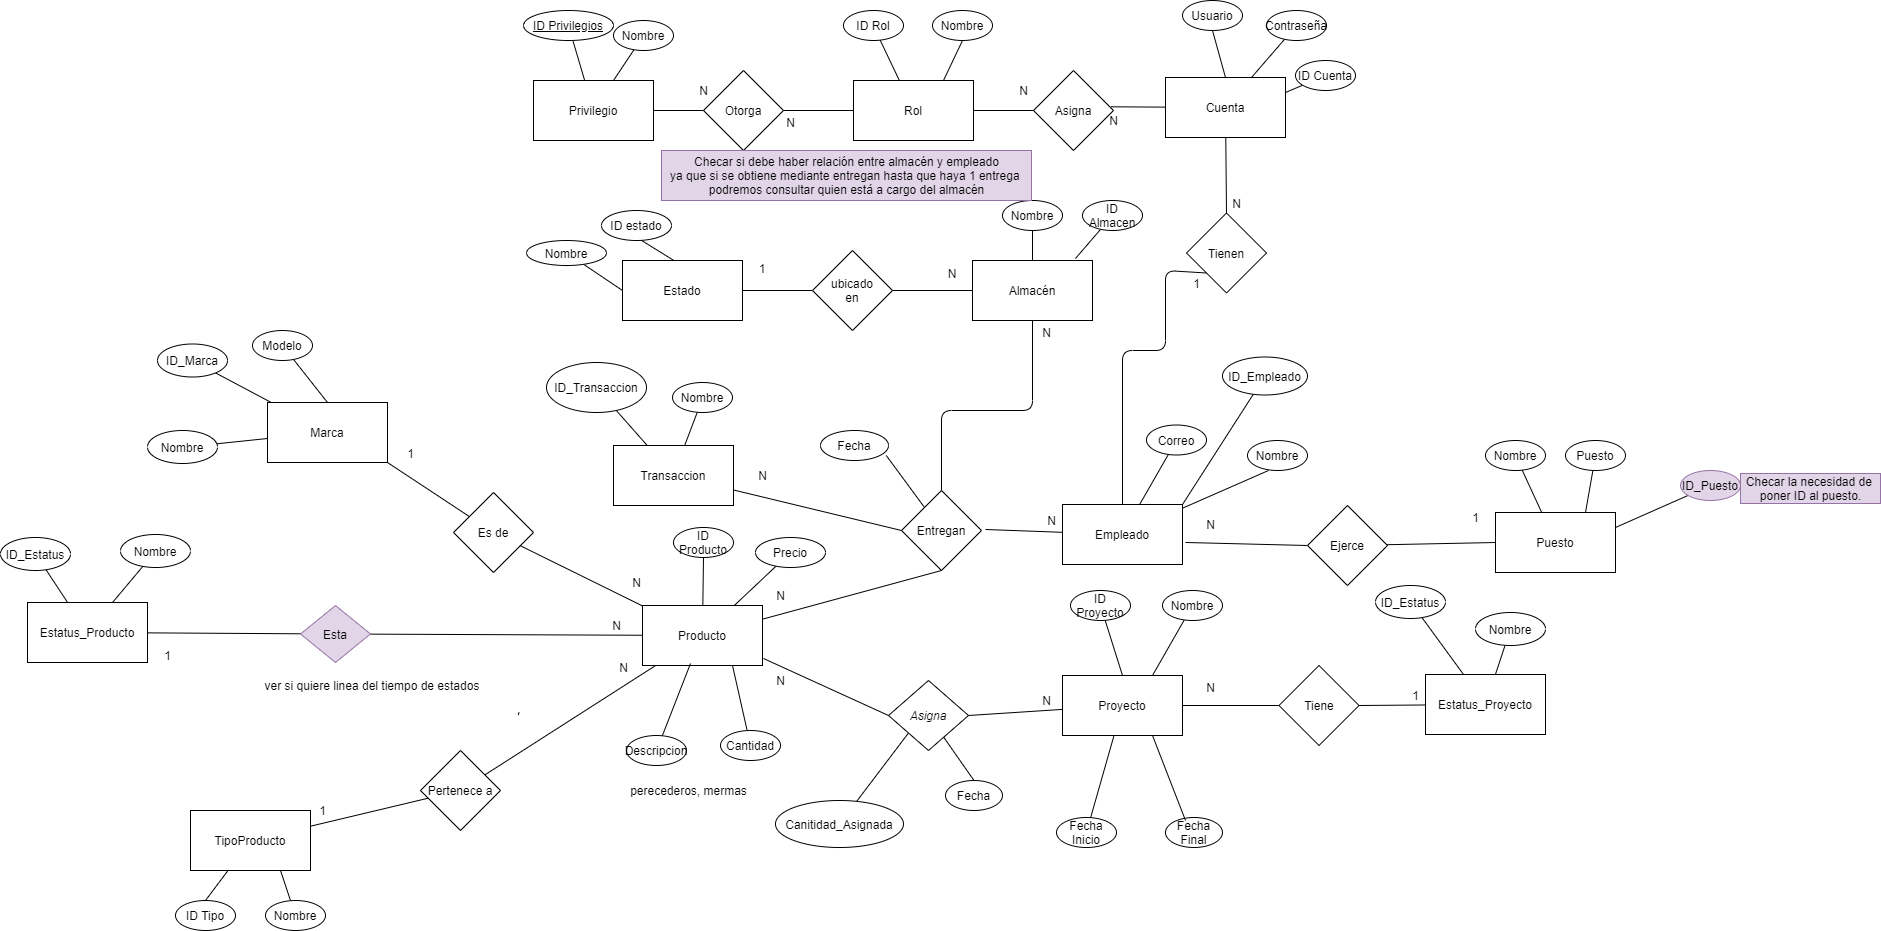 ID Privilegios
Nombre
ID Rol
Nombre
Usuario
Contraseña
ID Cuenta
Privilegio
N
Otorga
N
Rol
N
Asigna
N
Cuenta
Checar si debe haber relación entre almacén y empleado
ya que si se obtiene mediante entregan hasta que haya 1 entrega
podremos consultar quien está a cargo del almacén
N
Tienen
1
Nombre
ID estado
Nombre
ID
Almacen
Estado
1
ubicado
en
N
Almacén
N
ID_Marca
Modelo
Nombre
Marca
1
ID_Transaccion
Nombre
Transaccion
N
Fecha
Entregan
N
Correo
ID_Empleado
Nombre
Empleado
N
Ejerce
1
Nombre
Puesto
ID_Puesto
Checar la necesidad de
poner ID al puesto.
Puesto
Es de
N
ID
Producto
Precio
N
ID_Estatus
Nombre
Estatus_Producto
1
Esta
N
Producto
ver si quiere linea del tiempo de estados
N
N
,
Descripcion
Cantidad
perecederos, mermas
Pertenece a
1
TipoProducto
ID Tipo
Nombre
Asigna
N
Canitidad_Asignada
Fecha
ID
Proyecto
Nombre
Proyecto
Fecha
Inicio
Fecha
Final
N
Tiene
1
ID_Estatus
Nombre
Estatus_Proyecto